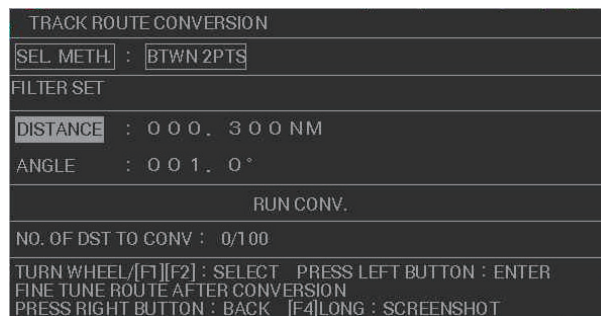 TRACK ROUTE CONVERSION
SEL. METH. : BTWN 2PTS
FILTER SET
DISTANCE : 000. 300NM
ANGLE : 001. 0°
RUN CONV.
NO. OF DST TO CONV : 0/100
TURN WHEEL/[F1][F2] : SELECT PRESS LEFT BUTTON : ENTER
FINE TUNE ROUTE AFTER CONVERSION
PRESS RIGHT BUTTON : BACK [F4]LONG : SCREENSHOT